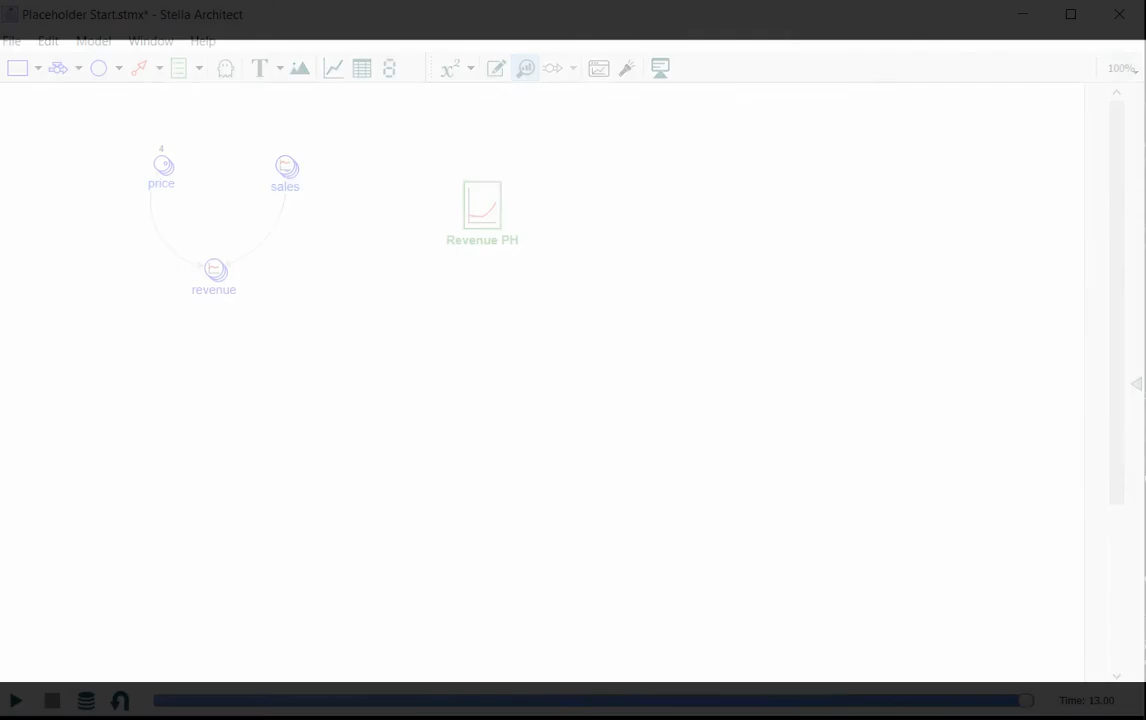 Placeholder Start.stmx* - Stella Architect
File Edit Model Window Help
T x² 100%
4
price
sales
Revenue PH
revenue
Time: 13.00